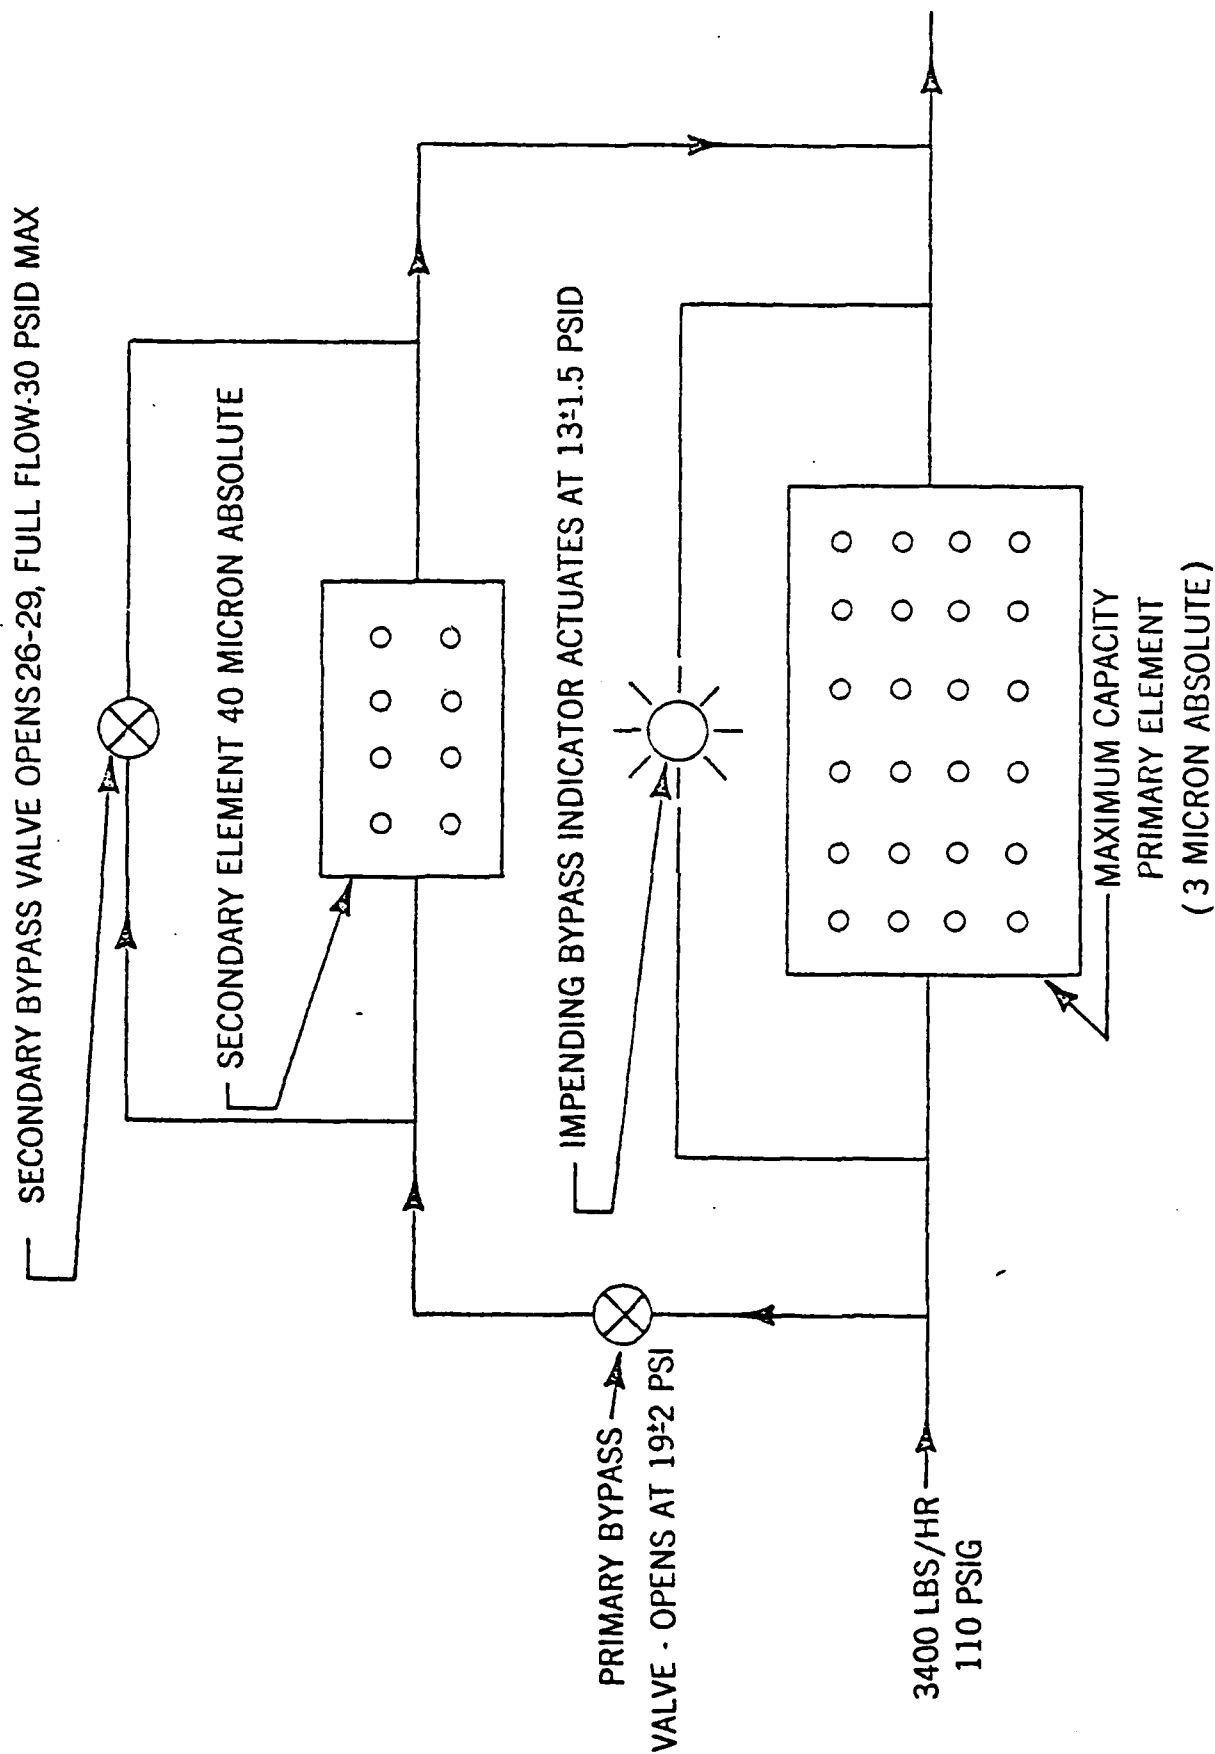 SECONDARY BYPASS VALVE OPENS 26-29, FULL FLOW-30 PSID MAX
SECONDARY ELEMENT 40 MICRON ABSOLUTE
IMPENDING BYPASS INDICATOR ACTUATES AT 13±1.5 PSID
PRIMARY BYPASS
VALVE - OPENS AT 19±2 PSI
3400 LBS/HR
110 PSIG
MAXIMUM CAPACITY
PRIMARY ELEMENT
(3 MICRON ABSOLUTE)